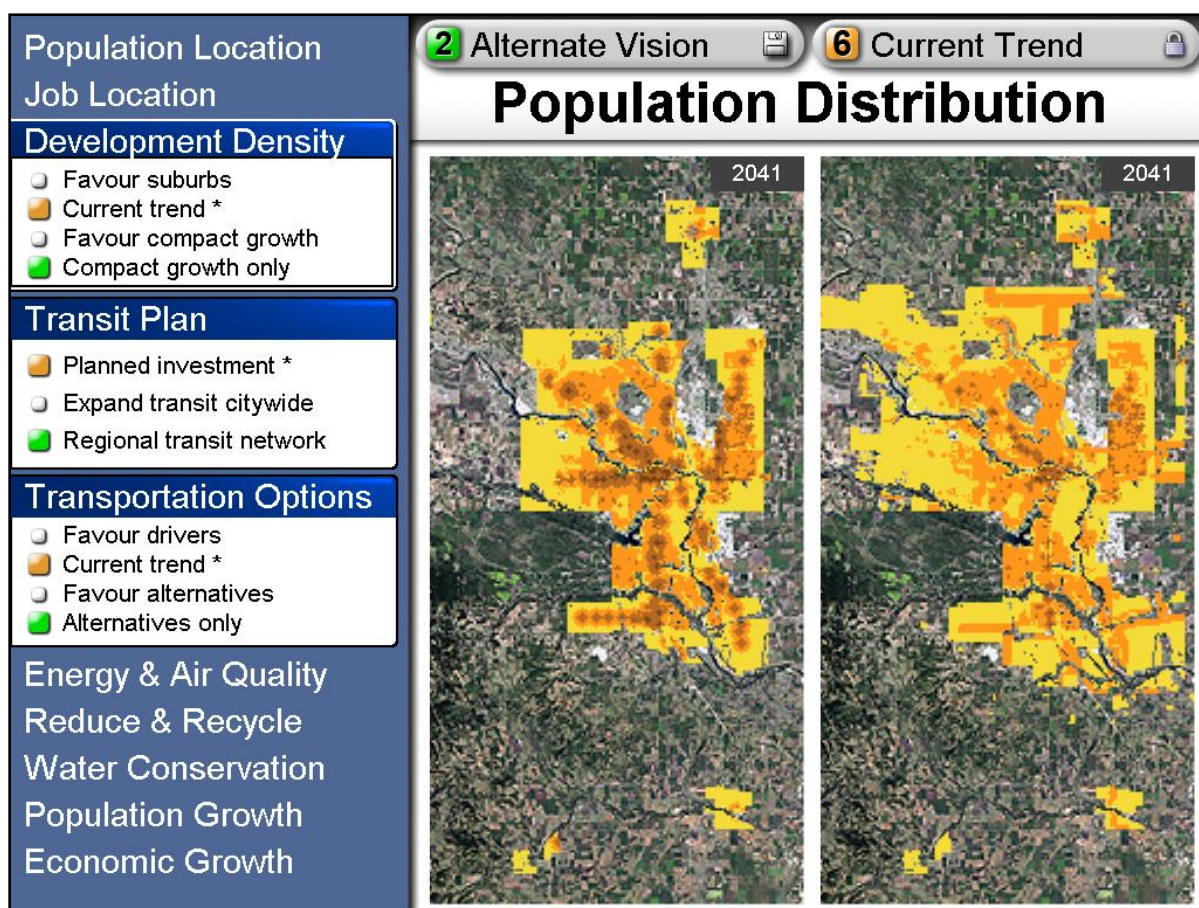 Population Location
Job Location
Development Density
Favour suburbs
Current trend *
Favour compact growth
Compact growth only
Transit Plan
Planned investment *
Expand transit citywide
Regional transit network
Transportation Options
Favour drivers
Current trend *
Favour alternatives
Alternatives only
Energy & Air Quality
Reduce & Recycle
Water Conservation
Population Growth
Economic Growth
2 Alternate Vision
6 Current Trend
Population Distribution
2041
2041